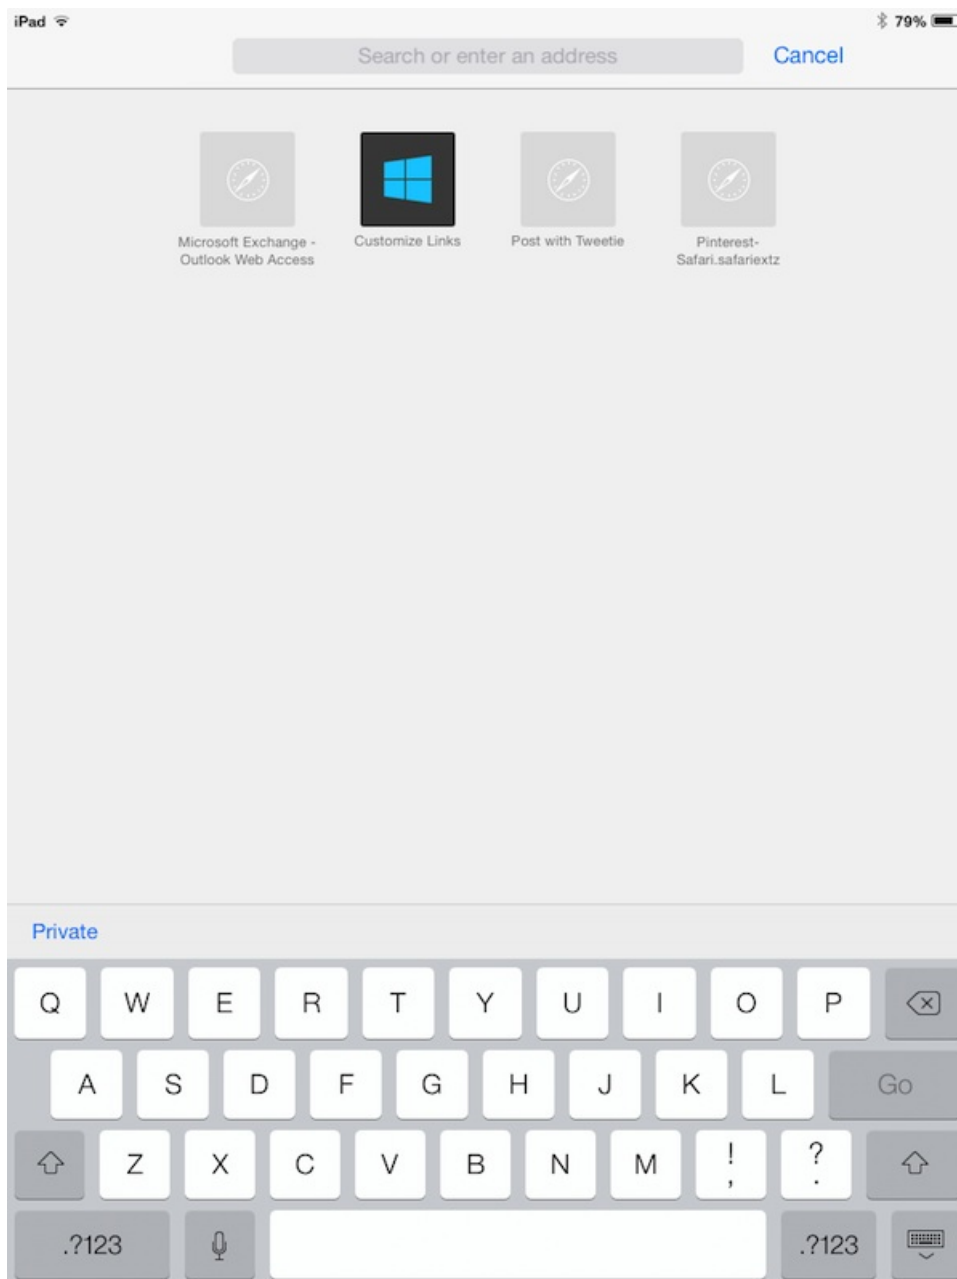 iPad 79%
Search or enter an address Cancel
Microsoft Exchange -
Outlook Web Access
Customize Links
Post with Tweetie
Pinterest-
Safari.safariextz
Private
Q W E R T Y U I O P
A S D F G H J K L Go
Z X C V B N M ! , ? .
.?123 .?123